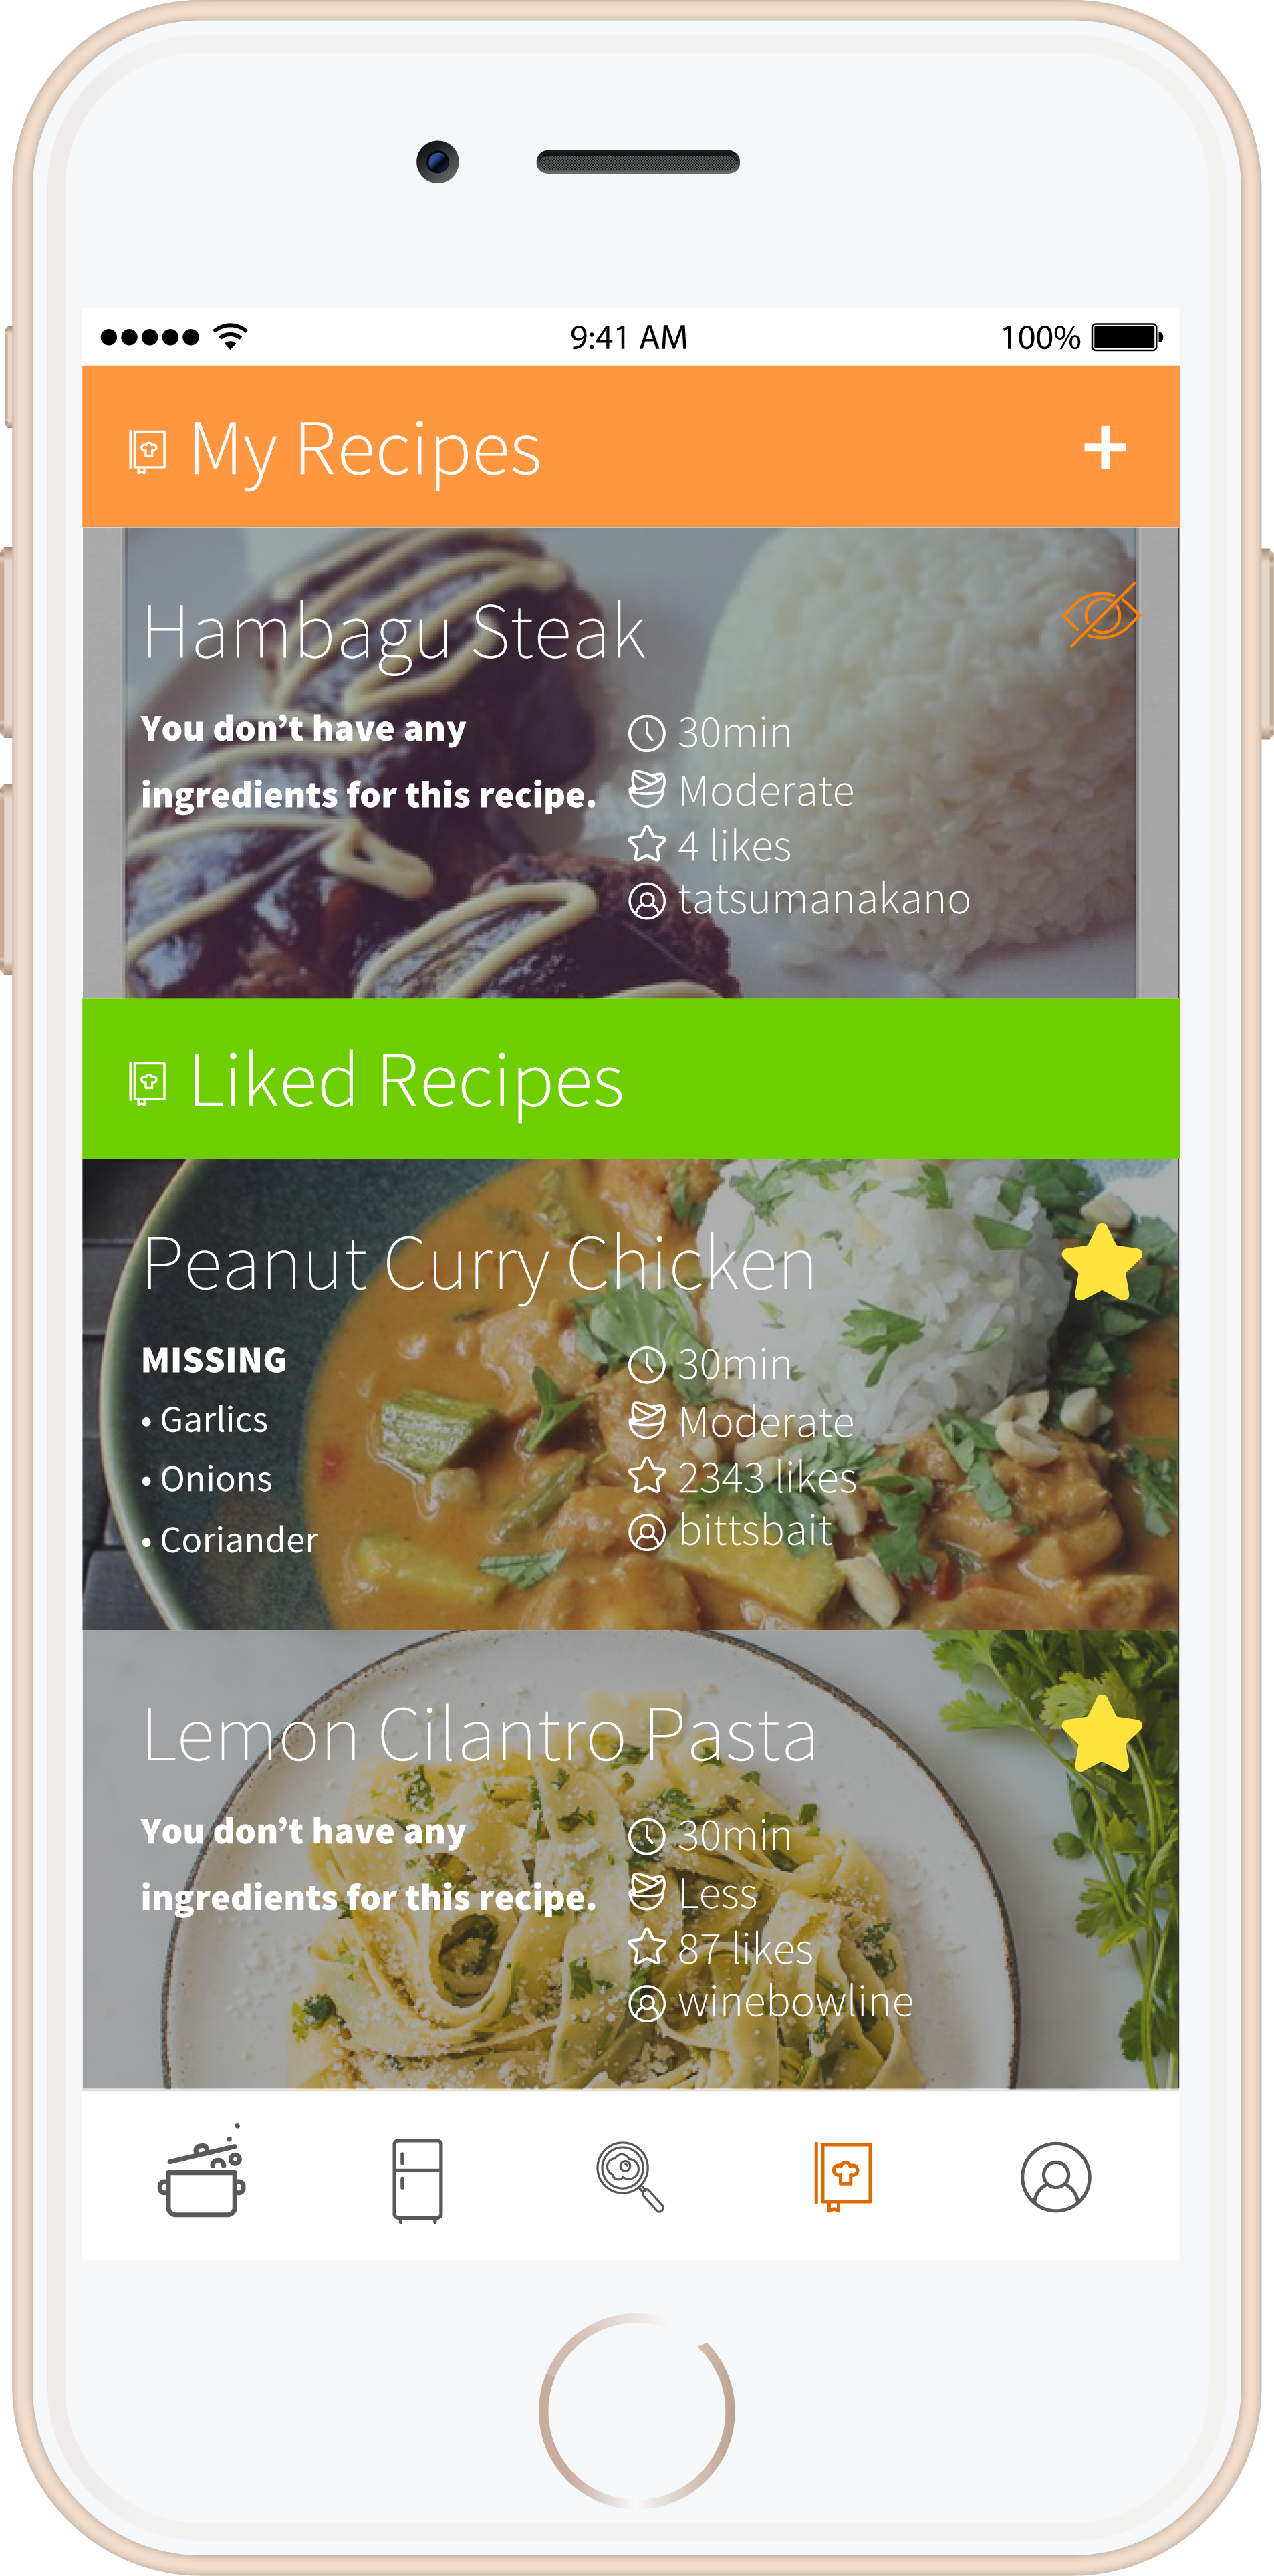 9:41 AM
100%
My Recipes
Hambagu Steak
You don’t have any
ingredients for this recipe.
30min
Moderate
4 likes
tatsumanakano
Liked Recipes
Peanut Curry Chicken
MISSING
• Garlics
• Onions
• Coriander
30min
Moderate
2343 likes
bittsbait
Lemon Cilantro Pasta
You don’t have any
ingredients for this recipe.
30min
Less
87 likes
winebowline